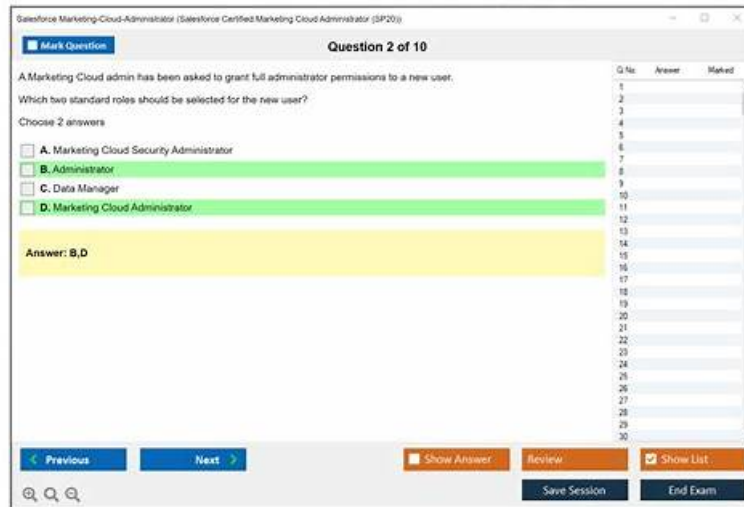 Salesforce Marketing-Cloud-Administrator (Salesforce Certified Marketing Cloud Administrator (SP20))
Mark Question
Question 2 of 10
A Marketing Cloud admin has been asked to grant full administrator permissions to a new user.
Which two standard roles should be selected for the new user?
Choose 2 answers
A. Marketing Cloud Security Administrator
B. Administrator
C. Data Manager
D. Marketing Cloud Administrator
Answer: B,D
Q.No. Answer Marked
1
2
3
4
5
6
7
8
9
10
11
12
13
14
15
16
17
18
19
20
21
22
23
24
25
26
27
28
29
30
Previous
Next
Show Answer
Review
Show List
Save Session
End Exam